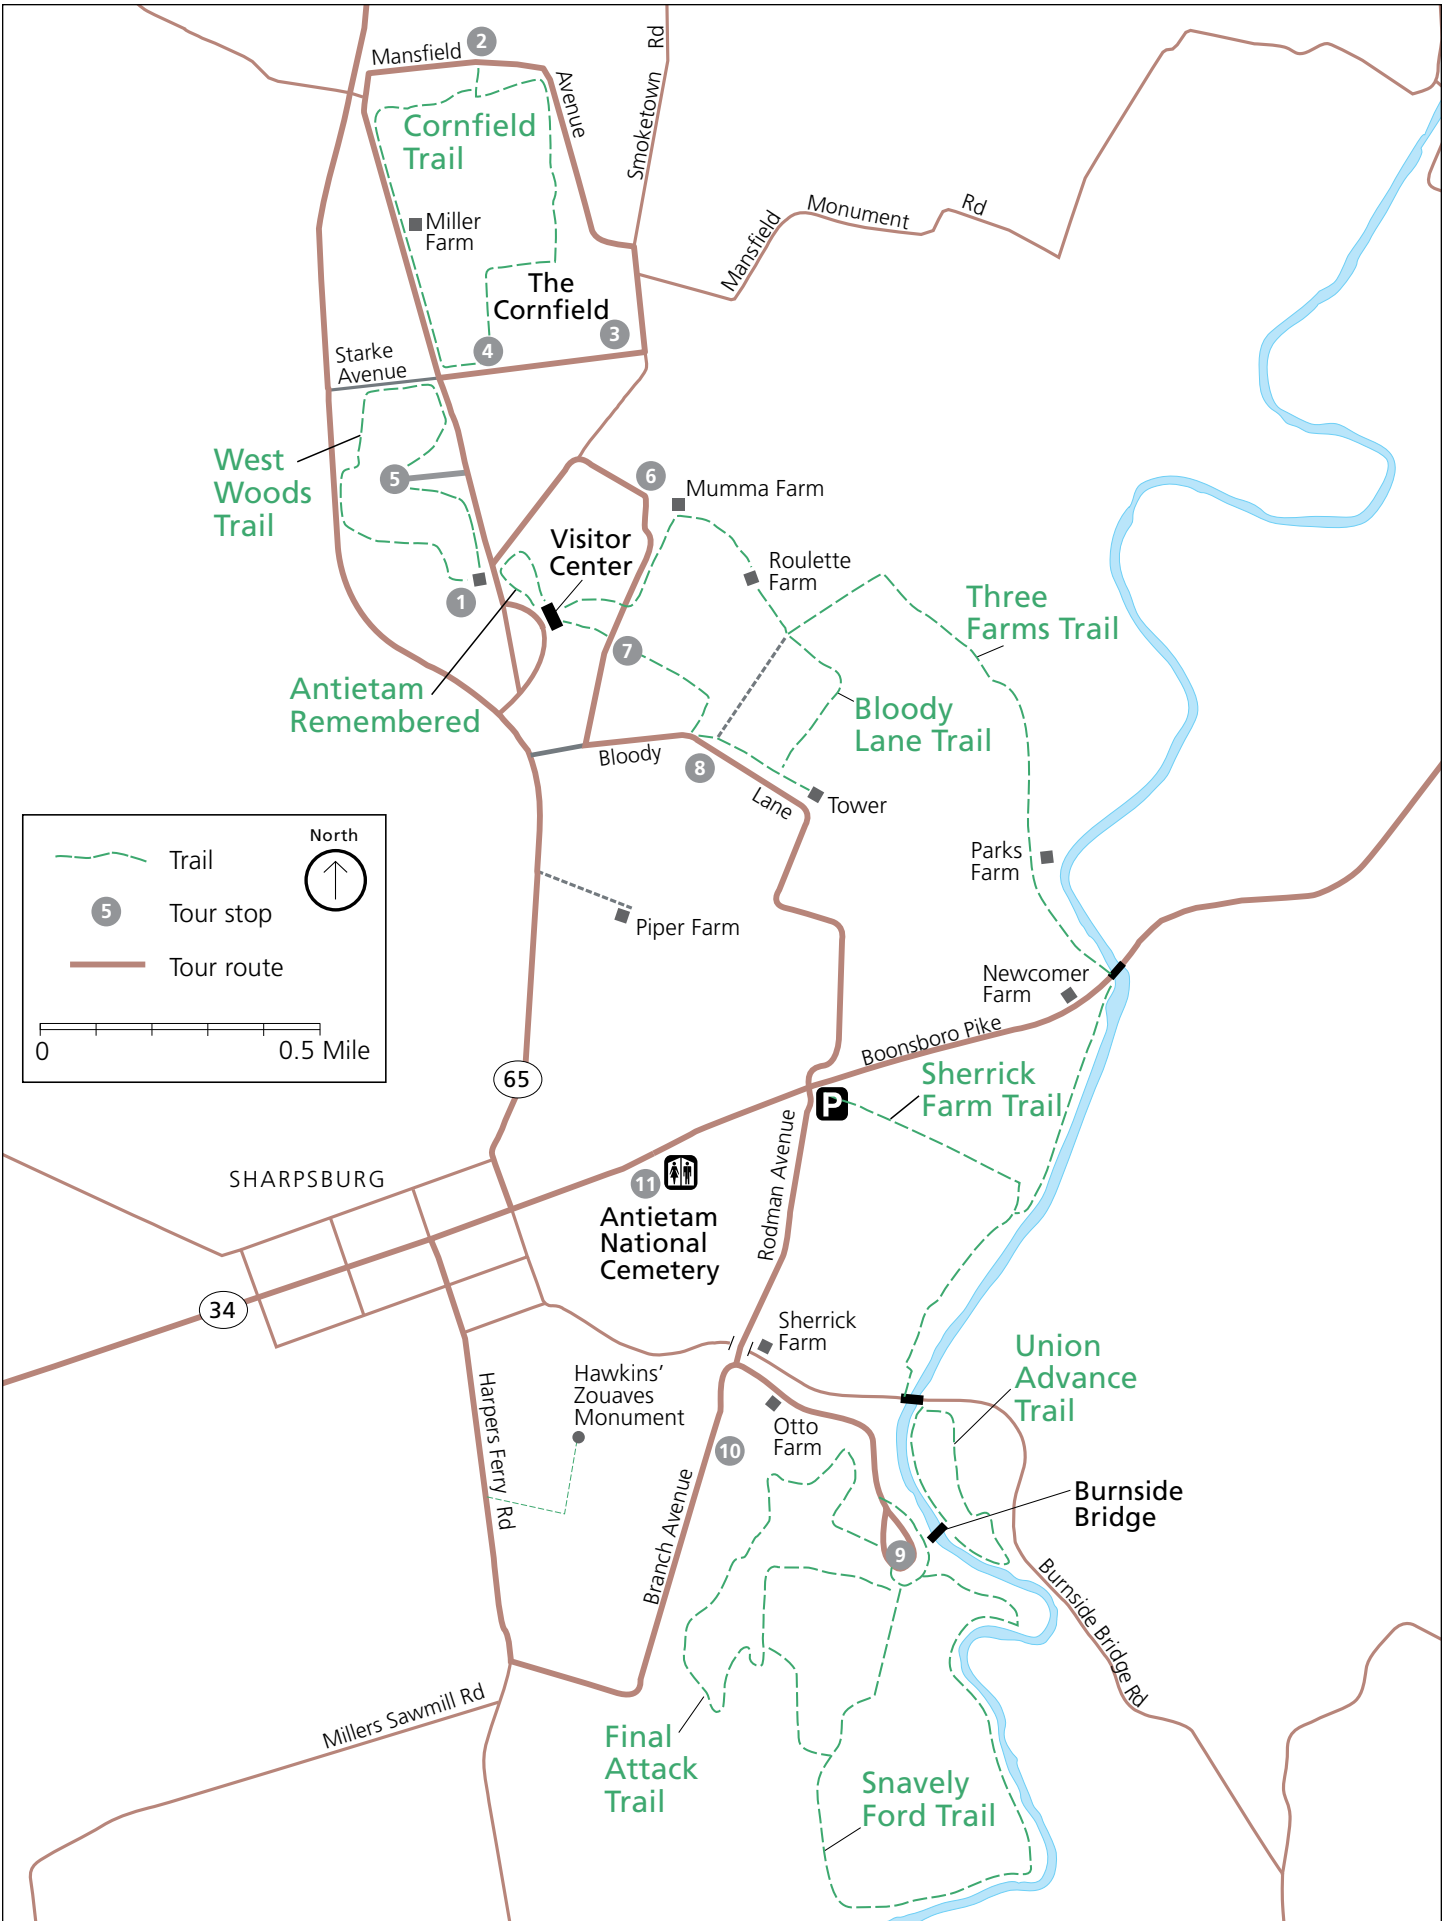 2
Mansfield
Avenue
Smoketown Rd
Cornfield
Trail
Miller
Farm
Mansfield Monument Rd
The
Cornfield
3
4
Starke
Avenue
West
Woods
Trail
5
6
Mumma Farm
Visitor
Center
Roulette
Farm
1
Three
Farms Trail
7
Antietam
Remembered
Bloody
Lane Trail
Bloody
Lane
8
Tower
North
Trail
5
Tour stop
Tour route
0
0.5 Mile
Parks
Farm
Piper Farm
Newcomer
Farm
Boonsboro Pike
65
Sherrick
Farm Trail
P
Rodman Avenue
SHARPSBURG
11
Antietam
National
Cemetery
34
Sherrick
Farm
Union
Advance
Trail
Hawkins’
Zouaves
Monument
Harpers Ferry Rd
Otto
Farm
10
Branch Avenue
Burnside
Bridge
9
Burnside Bridge Rd
Millers Sawmill Rd
Final
Attack
Trail
Snavely
Ford Trail